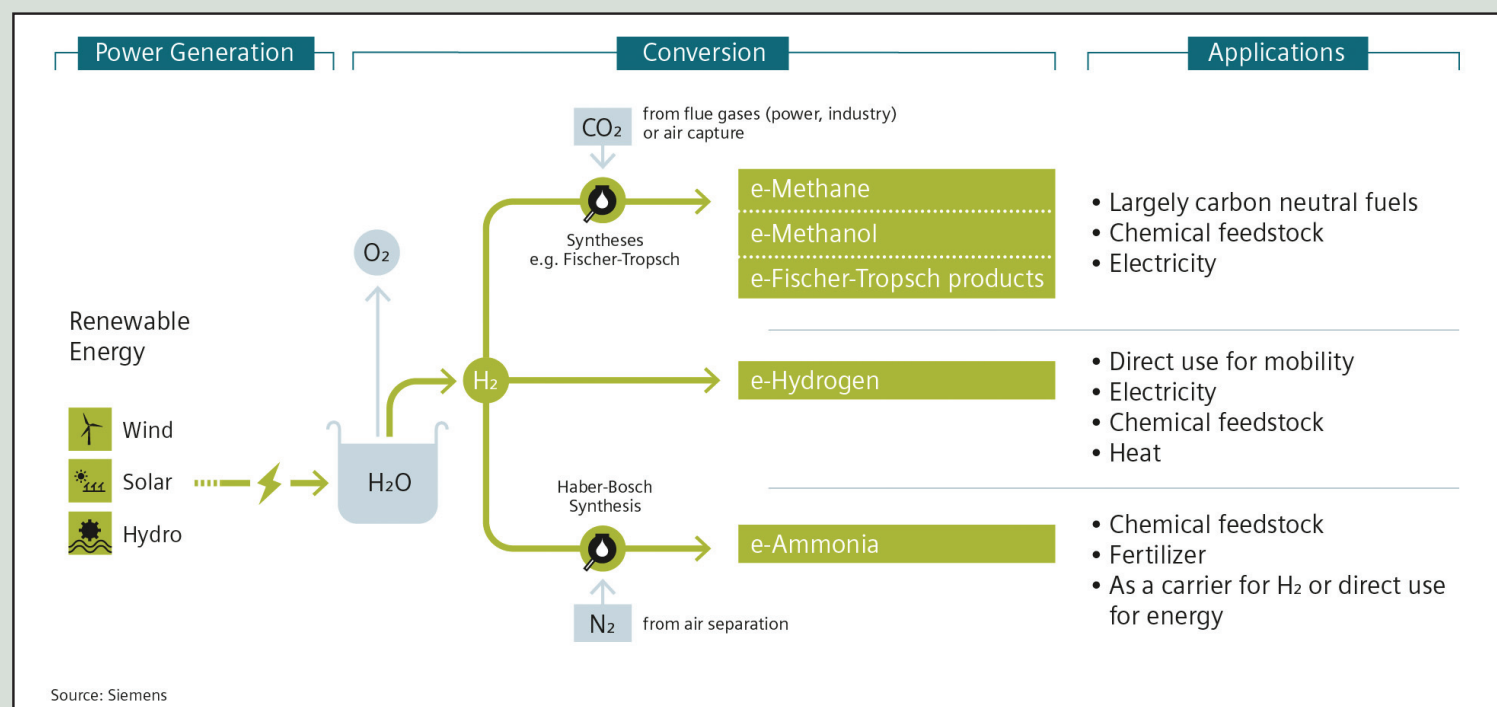 Power Generation
Conversion
Applications
CO₂
from flue gases (power, industry)
or air capture
Syntheses
e.g. Fischer-Tropsch
e-Methane
e-Methanol
e-Fischer-Tropsch products
• Largely carbon neutral fuels
• Chemical feedstock
• Electricity
O₂
Renewable
Energy
Wind
Solar
Hydro
H₂O
H₂
e-Hydrogen
• Direct use for mobility
• Electricity
• Chemical feedstock
• Heat
Haber-Bosch
Synthesis
e-Ammonia
N₂
from air separation
• Chemical feedstock
• Fertilizer
• As a carrier for H₂ or direct use
for energy
Source: Siemens